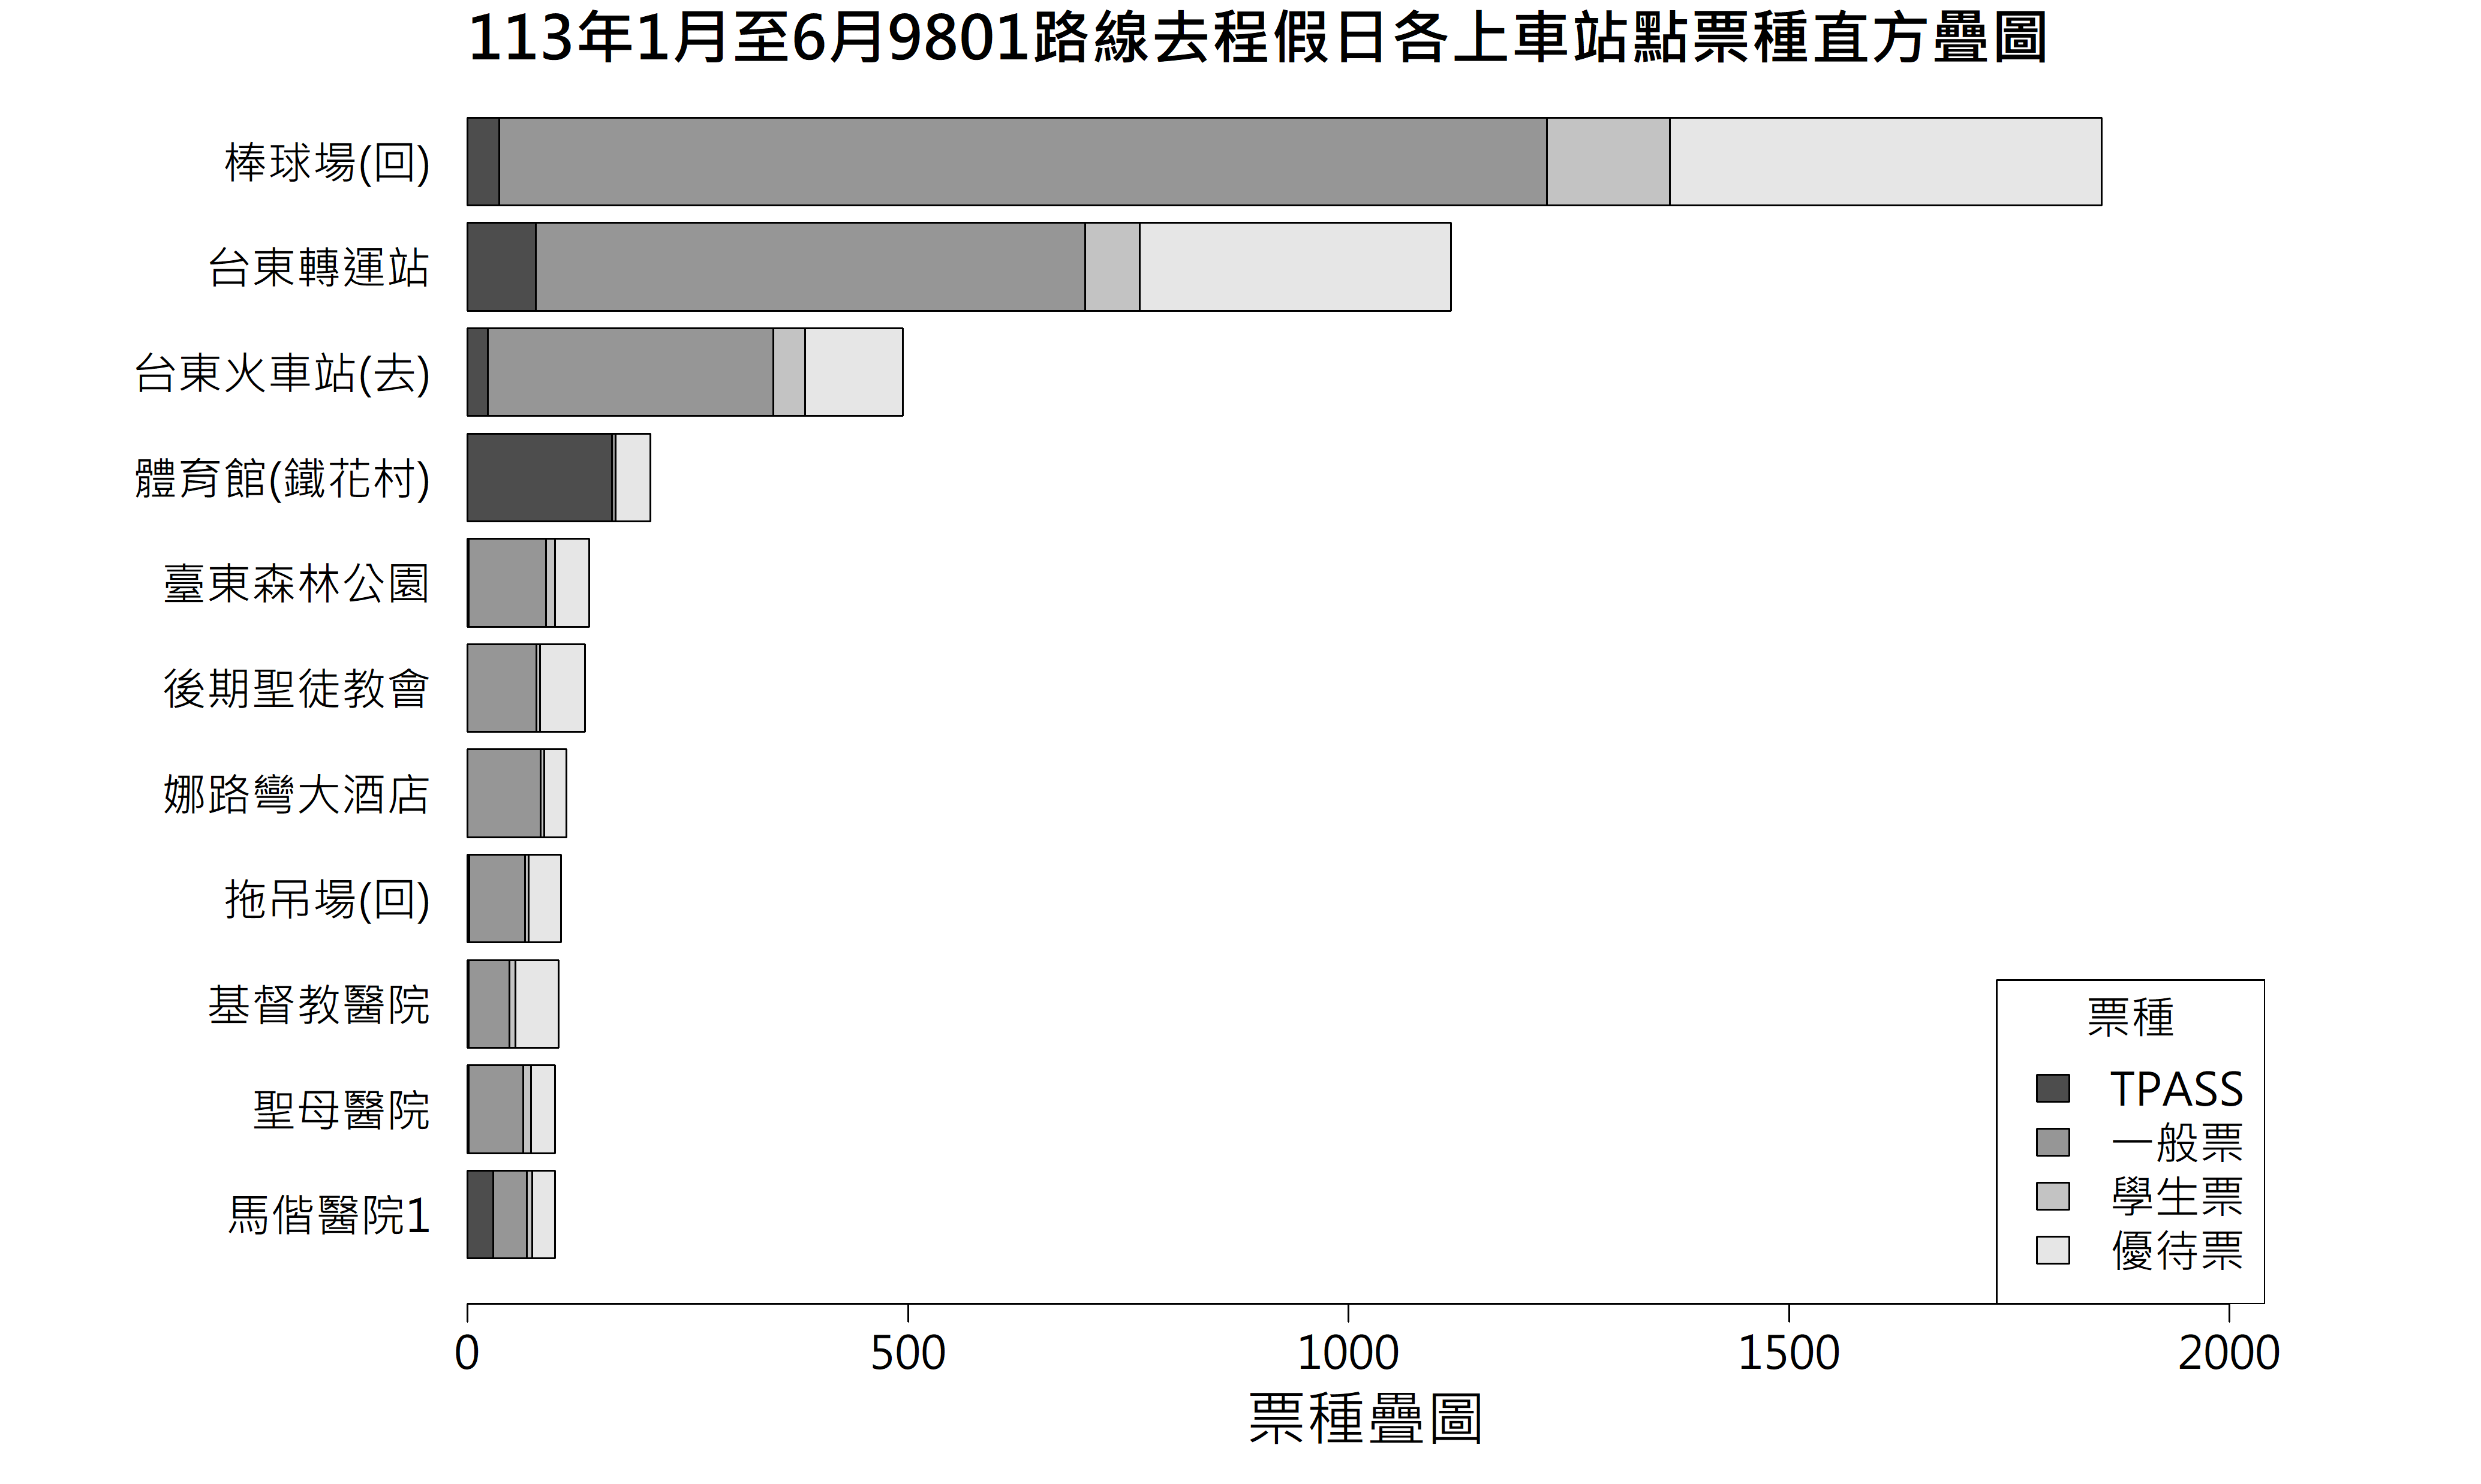 113年1月至6月9801路線去程假日各上車站點票種直方疊圖
棒球場(回)
台東轉運站
台東火車站(去)
體育館(鐵花村)
臺東森林公園
後期聖徒教會
娜路彎大酒店
拖吊場(回)
基督教醫院
聖母醫院
馬偕醫院1
票種
TPASS
一般票
學生票
優待票
0 500 1000 1500 2000
票種疊圖